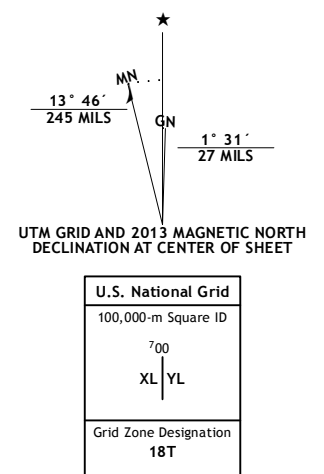 ★
MN
13° 46´
245 MILS
GN
1° 31´
27 MILS
UTM GRID AND 2013 MAGNETIC NORTH
DECLINATION AT CENTER OF SHEET
U.S. National Grid
100,000-m Square ID
⁷00
XL YL
Grid Zone Designation
18T